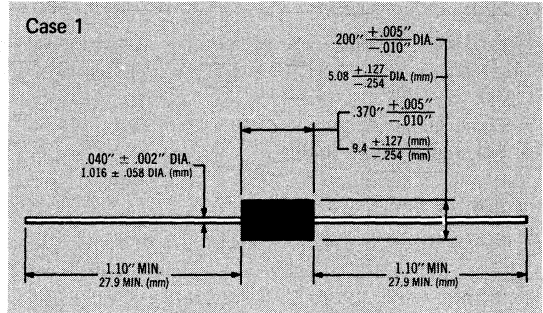 Case 1
.200" +.005" / -.010" DIA.
5.08 +.127 / -.254 DIA. (mm)
.370" +.005" / -.010"
9.4 +.127 (mm) / -.254 (mm)
.040" ± .002" DIA.
1.016 ± .058 DIA. (mm)
1.10" MIN.
27.9 MIN. (mm)
1.10" MIN.
27.9 MIN. (mm)